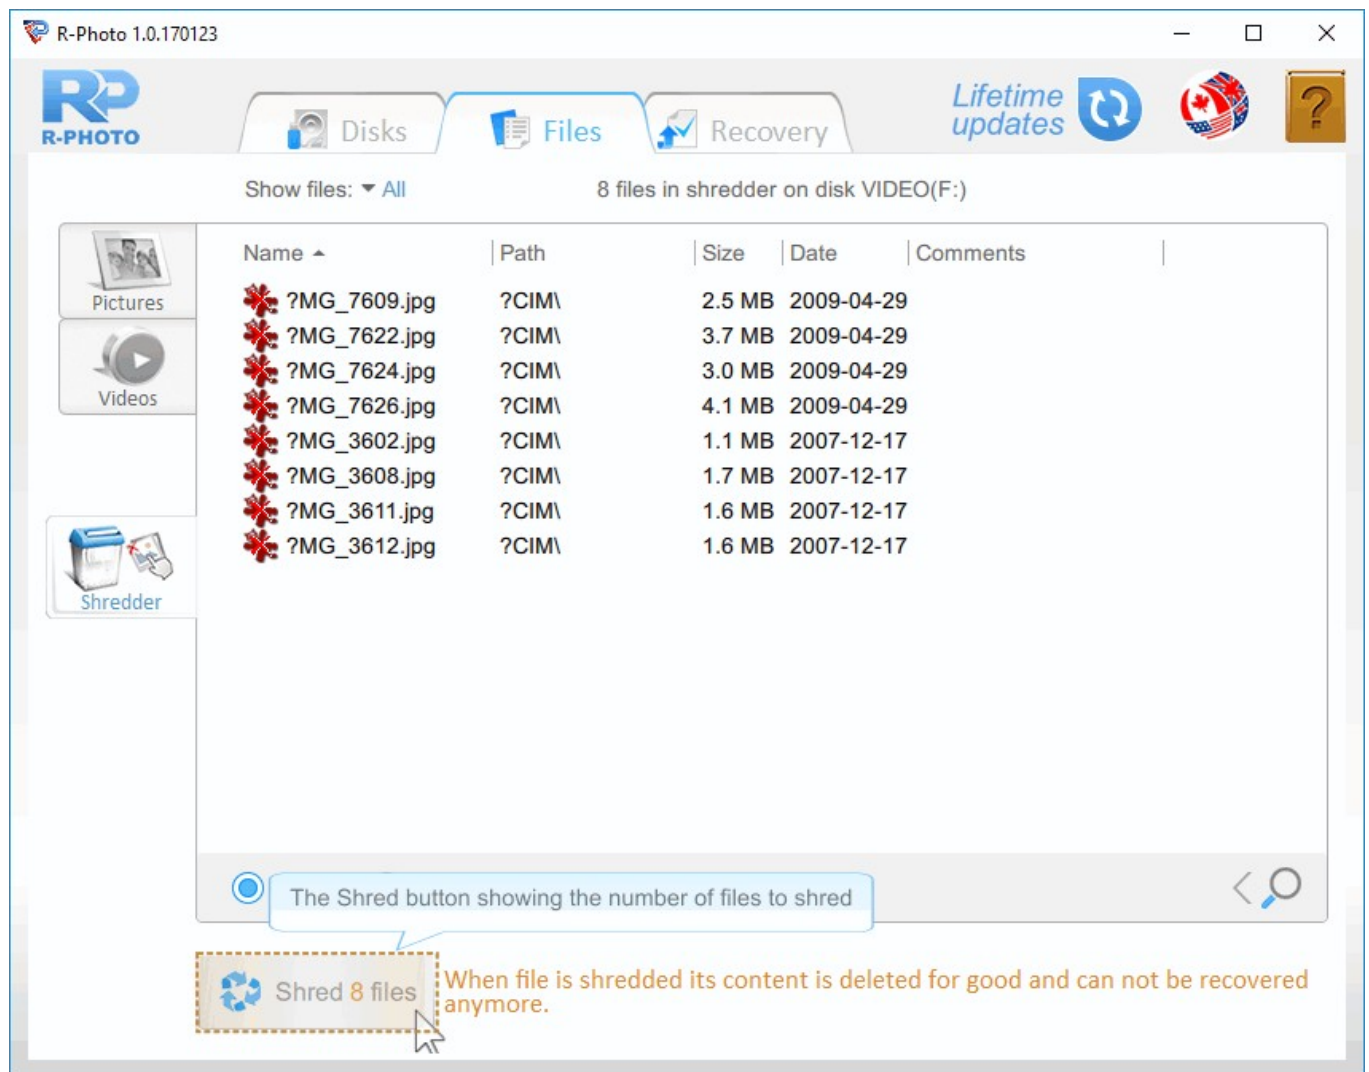 R-Photo 1.0.170123
RP
R-PHOTO
Disks
Files
Recovery
Lifetime
updates
?
Show files: All
8 files in shredder on disk VIDEO(F:)
Pictures
Videos
Shredder
Name Path Size Date Comments
?MG_7609.jpg ?CIM\ 2.5 MB 2009-04-29
?MG_7622.jpg ?CIM\ 3.7 MB 2009-04-29
?MG_7624.jpg ?CIM\ 3.0 MB 2009-04-29
?MG_7626.jpg ?CIM\ 4.1 MB 2009-04-29
?MG_3602.jpg ?CIM\ 1.1 MB 2007-12-17
?MG_3608.jpg ?CIM\ 1.7 MB 2007-12-17
?MG_3611.jpg ?CIM\ 1.6 MB 2007-12-17
?MG_3612.jpg ?CIM\ 1.6 MB 2007-12-17
The Shred button showing the number of files to shred
Shred 8 files
When file is shredded its content is deleted for good and can not be recovered
anymore.